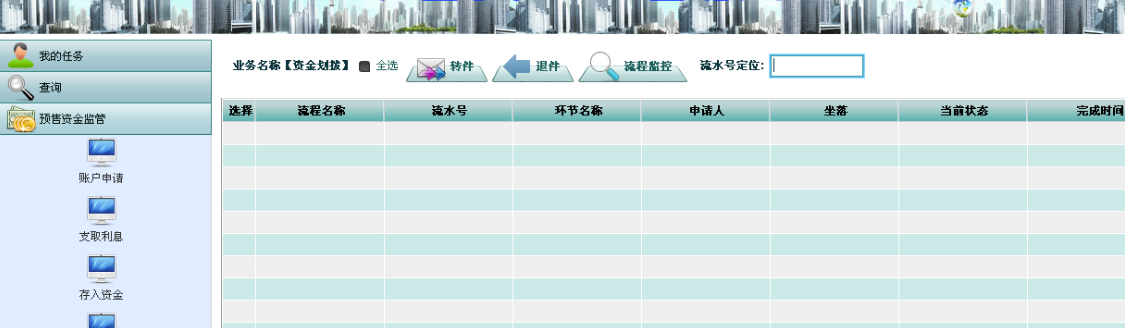 我的任务
查询
预售资金监管
账户申请
支取利息
存入资金
业务名称【资金划拨】 全选 转件 退件 流程监控 流水号定位:
选择 流程名称 流水号 环节名称 申请人 坐落 当前状态 完成时间